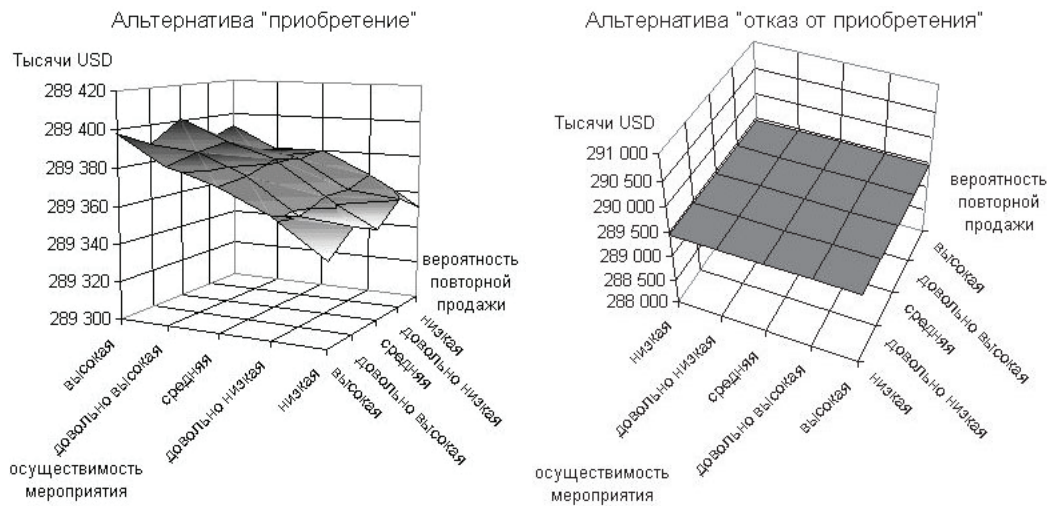 Альтернатива "приобретение"
Тысячи USD
289 420
289 400
289 380
289 360
289 340
289 320
289 300
высокая
довольно высокая
средняя
довольно низкая
низкая
высокая
довольно высокая
средняя
довольно низкая
низкая
вероятность
повторной
продажи
осуществимость
мероприятия
Альтернатива "отказ от приобретения"
Тысячи USD
291 000
290 500
290 000
289 500
289 000
288 500
288 000
низкая
довольно низкая
средняя
довольно высокая
высокая
низкая
довольно низкая
средняя
довольно высокая
высокая
вероятность
повторной
продажи
осуществимость
мероприятия